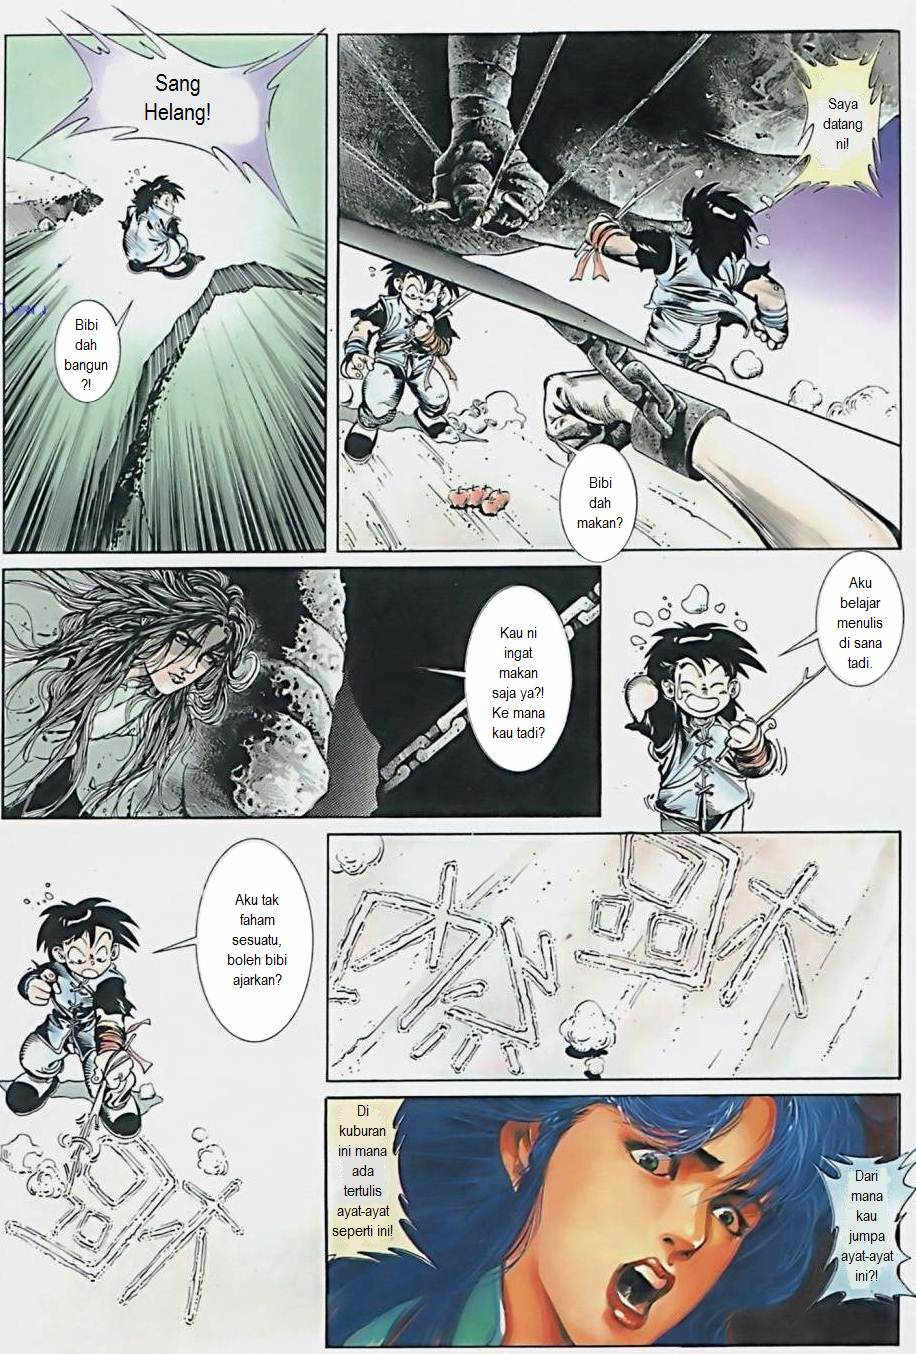 Sang
Helang!
Bibi
dah
bangun
?!
Saya
datang
ni!
Bibi
dah
makan?
Kau ni
ingat
makan
saja ya?!
Ke mana
kau tadi?
Aku
belajar
menulis
di sana
tadi.
Aku tak
faham
sesuatu,
boleh bibi
ajarkan?
Di
kuburan
ini mana
ada
tertulis
ayat-ayat
seperti ini!
Dari
mana
kau
jumpa
ayat-ayat
ini?!